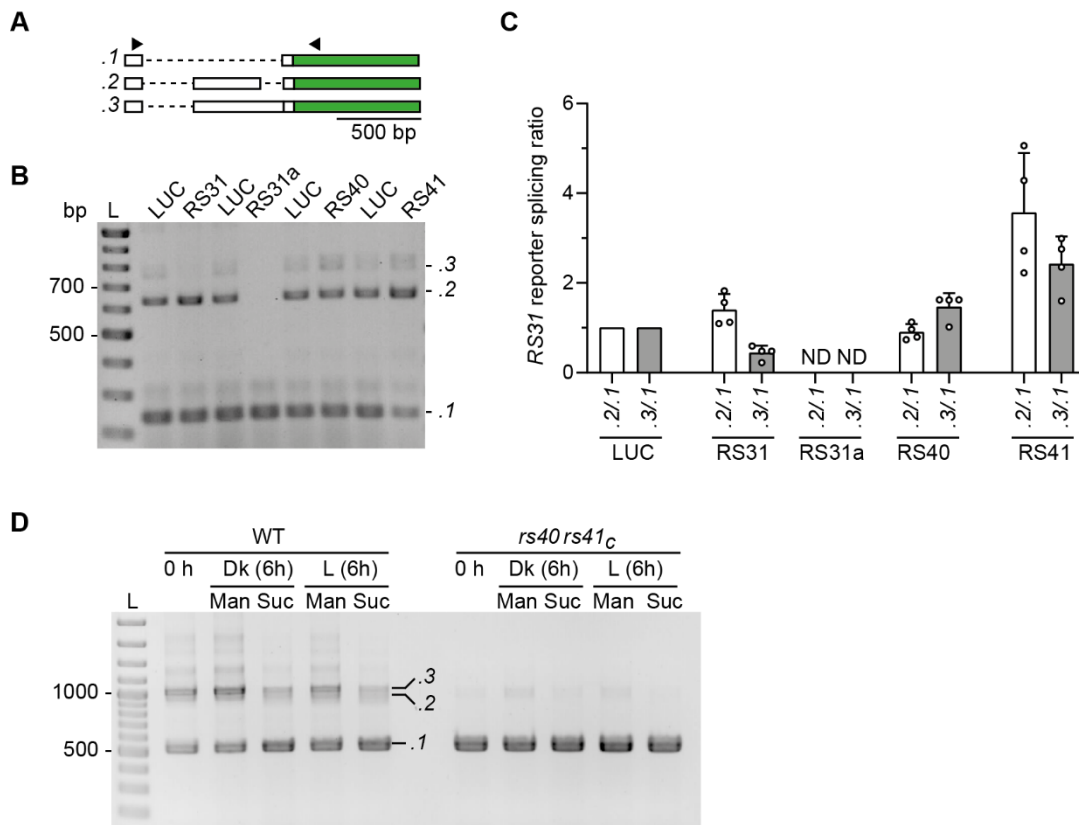 A
.1
.2
.3
500 bp
B
bp L LUC RS31 LUC RS31a LUC RS40 LUC RS41
700
500
.3
.2
.1
C
RS31 reporter splicing ratio
6
4
2
0
ND ND
.2/.1 .3/.1 .2/.1 .3/.1 .2/.1 .3/.1 .2/.1 .3/.1 .2/.1 .3/.1
LUC RS31 RS31a RS40 RS41
D
WT rs40 rs41c
0 h Dk (6h) L (6h) 0 h Dk (6h) L (6h)
L Man Suc Man Suc Man Suc Man Suc
1000
500
.3
.2
.1